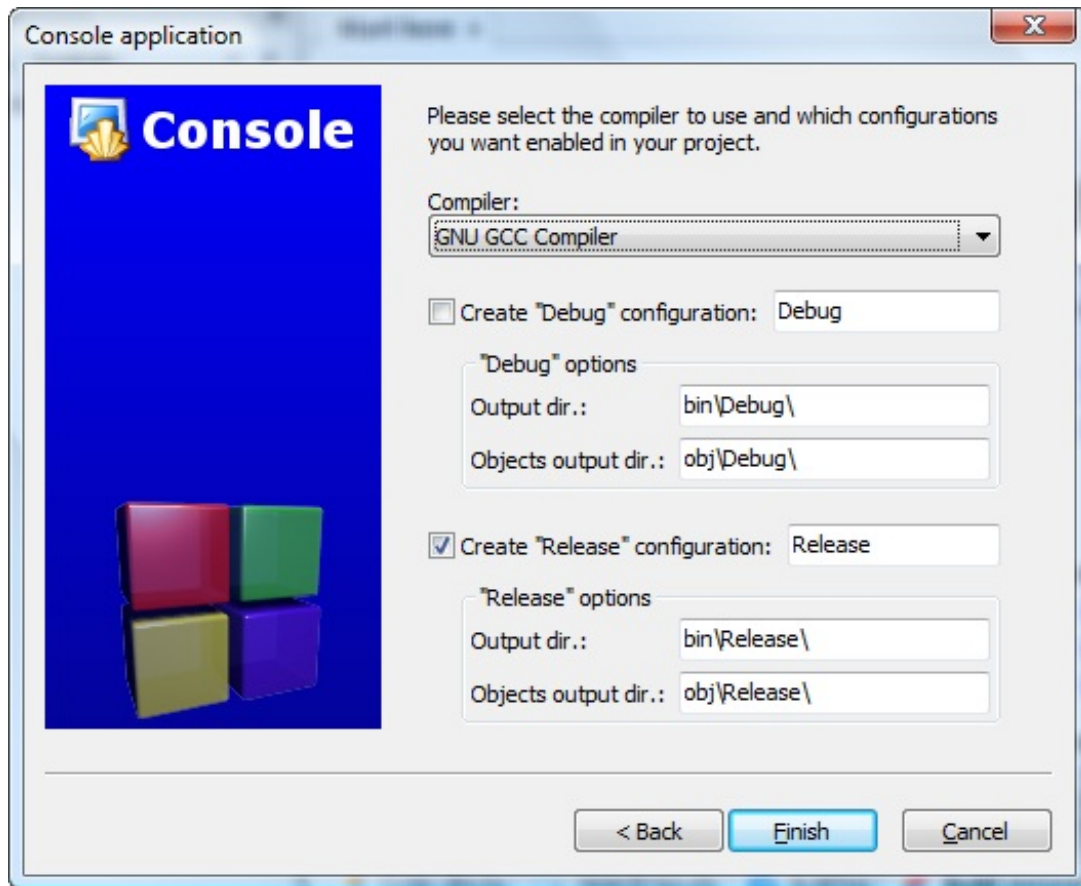 Console application
Console
Please select the compiler to use and which configurations
you want enabled in your project.
Compiler:
GNU GCC Compiler
Create "Debug" configuration: Debug
"Debug" options
Output dir.: bin\Debug\
Objects output dir.: obj\Debug\
Create "Release" configuration: Release
"Release" options
Output dir.: bin\Release\
Objects output dir.: obj\Release\
< Back Finish Cancel